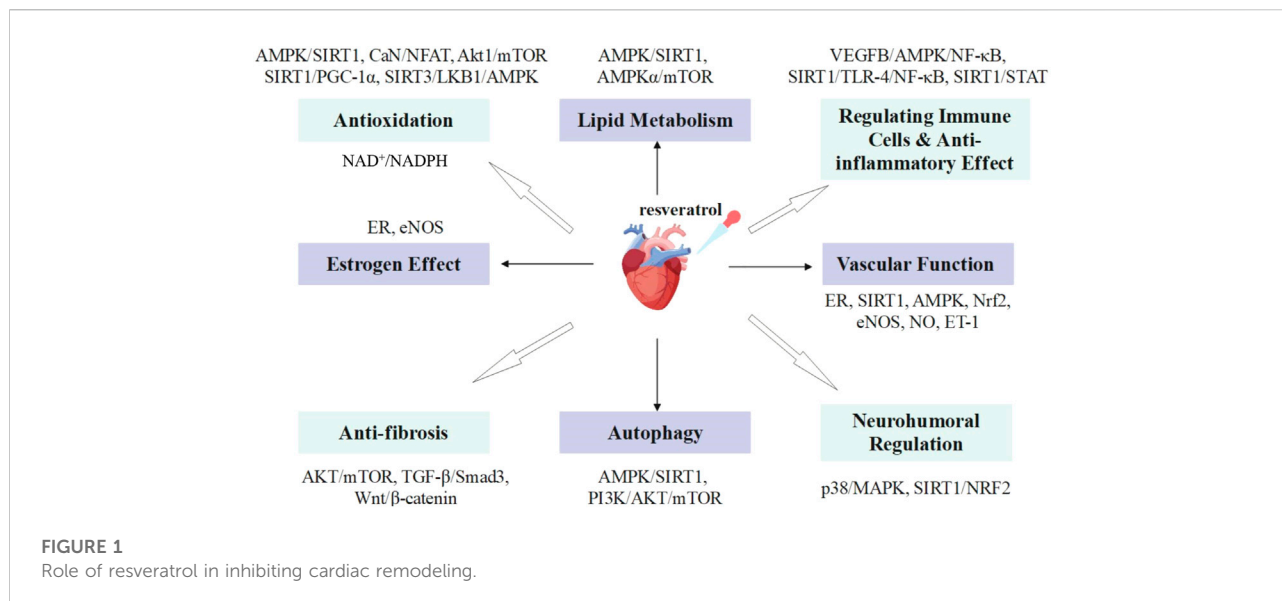 AMPK/SIRT1, CaN/NFAT, Akt1/mTOR
SIRT1/PGC-1α, SIRT3/LKB1/AMPK
Antioxidation
NAD⁺/NADPH
AMPK/SIRT1,
AMPKα/mTOR
Lipid Metabolism
VEGFB/AMPK/NF-κB,
SIRT1/TLR-4/NF-κB, SIRT1/STAT
Regulating Immune
Cells & Anti-
inflammatory Effect
resveratrol
ER, eNOS
Estrogen Effect
Vascular Function
ER, SIRT1, AMPK, Nrf2,
eNOS, NO, ET-1
Anti-fibrosis
AKT/mTOR, TGF-β/Smad3,
Wnt/β-catenin
Autophagy
AMPK/SIRT1,
PI3K/AKT/mTOR
Neurohumoral
Regulation
p38/MAPK, SIRT1/NRF2
FIGURE 1
Role of resveratrol in inhibiting cardiac remodeling.